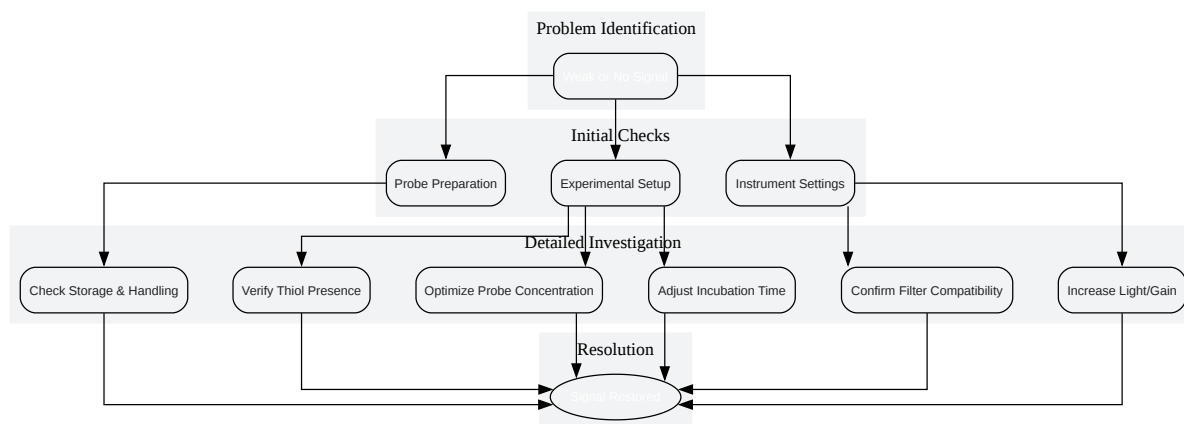 Problem Identification
Weak or No Signal
Initial Checks
Probe Preparation
Experimental Setup
Instrument Settings
Detailed Investigation
Check Storage & Handling
Verify Thiol Presence
Optimize Probe Concentration
Adjust Incubation Time
Confirm Filter Compatibility
Increase Light/Gain
Resolution
Signal Restored